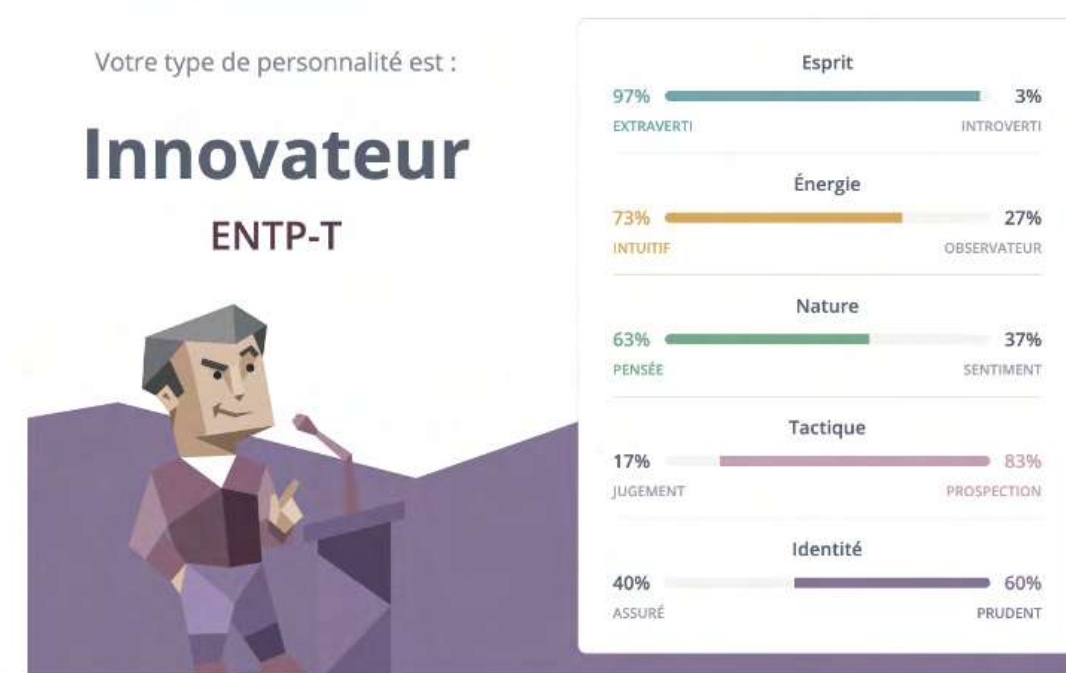 Votre type de personnalité est :
Innovateur
ENTP-T
Esprit
97% 3%
EXTRAVERTI INTROVERTI
Énergie
73% 27%
INTUITIF OBSERVATEUR
Nature
63% 37%
PENSÉE SENTIMENT
Tactique
17% 83%
JUGEMENT PROSPECTION
Identité
40% 60%
ASSURÉ PRUDENT